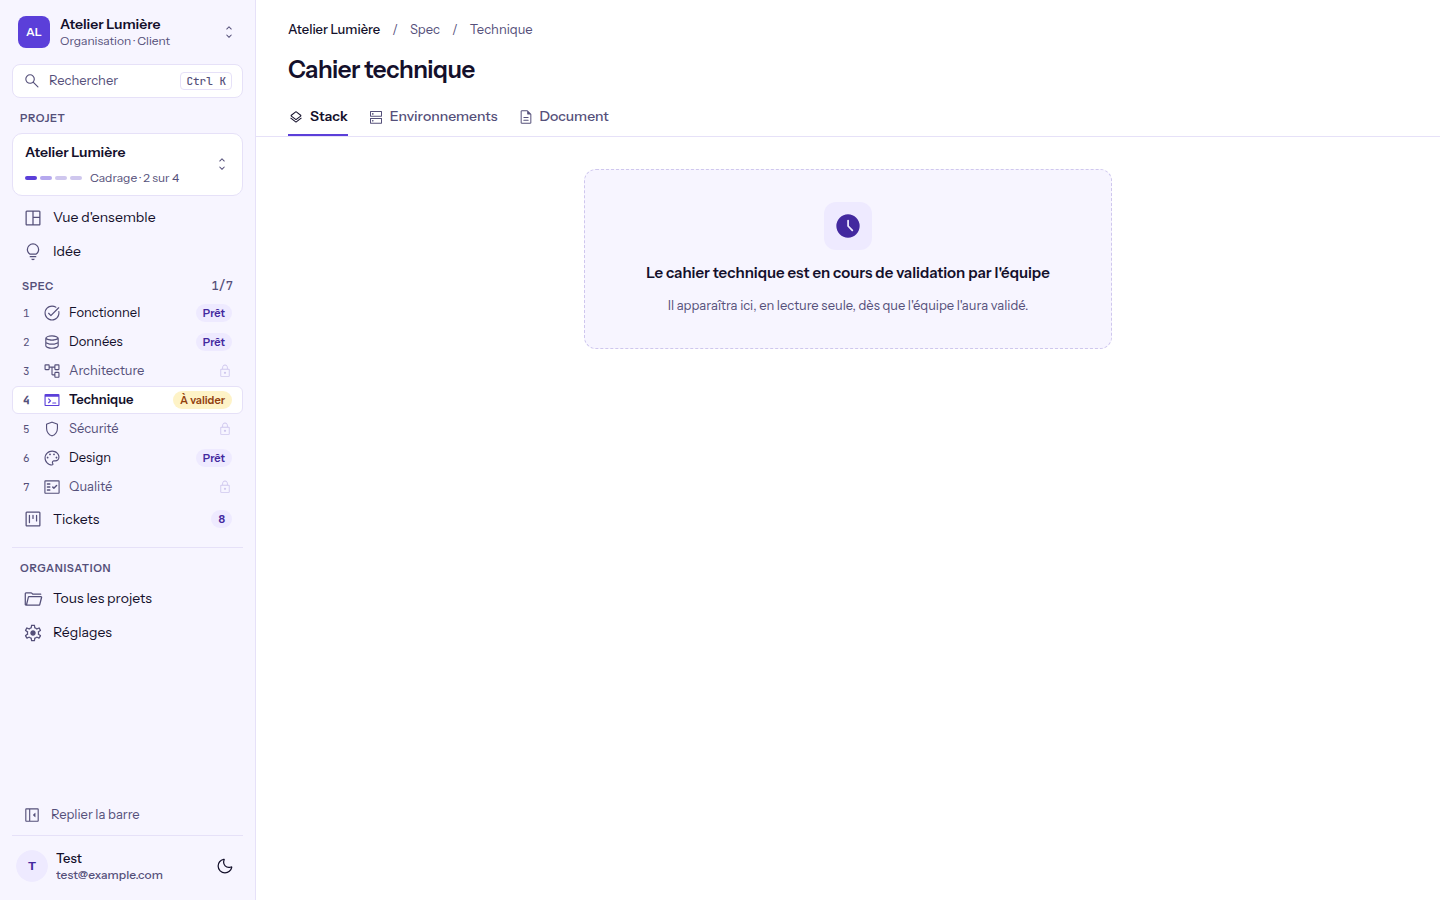 AL
Atelier Lumière
Organisation · Client
Rechercher
Ctrl K
PROJET
Atelier Lumière
Cadrage · 2 sur 4
Vue d'ensemble
Idée
SPEC 1/7
1 Fonctionnel Prêt
2 Données Prêt
3 Architecture
4 Technique À valider
5 Sécurité
6 Design Prêt
7 Qualité
Tickets 8
ORGANISATION
Tous les projets
Réglages
Replier la barre
T
Test
test@example.com
Atelier Lumière / Spec / Technique
Cahier technique
Stack Environnements Document
Le cahier technique est en cours de validation par l'équipe
Il apparaîtra ici, en lecture seule, dès que l'équipe l'aura validé.